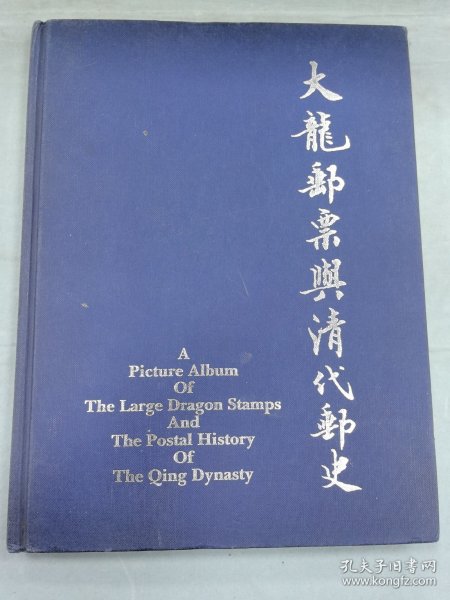 大龍郵票與清代郵史
A
Picture Album
Of
The Large Dragon Stamps
And
The Postal History
Of
The Qing Dynasty
孔夫子旧书网
www.kongfz.com